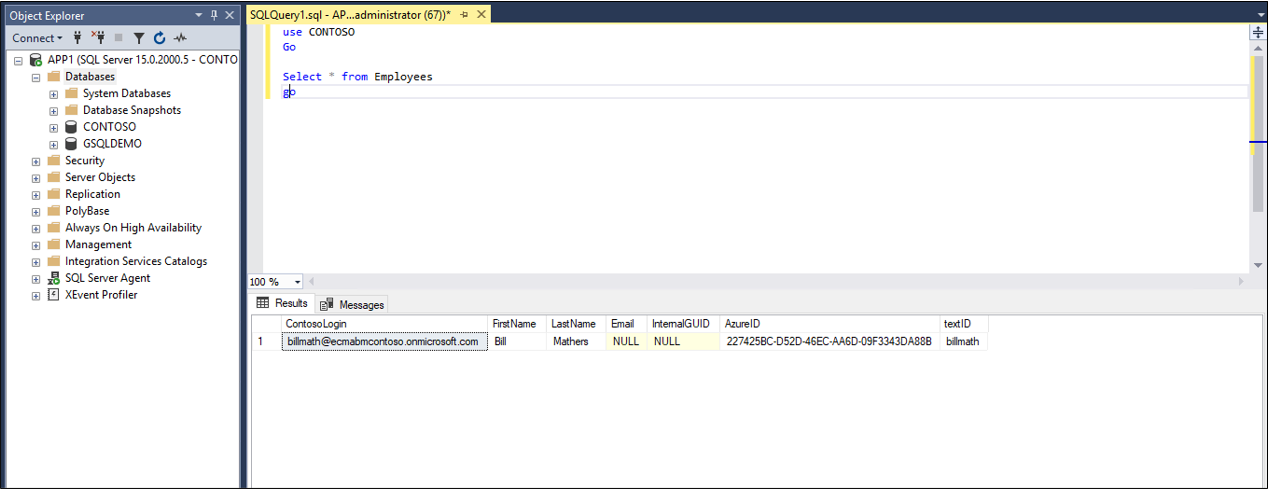 Object Explorer
Connect
APP1 (SQL Server 15.0.2000.5 - CONTO
Databases
System Databases
Database Snapshots
CONTOSO
GSQLDEMO
Security
Server Objects
Replication
PolyBase
Always On High Availability
Management
Integration Services Catalogs
SQL Server Agent
XEvent Profiler
SQLQuery1.sql - AP...administrator (67))*
use CONTOSO
Go
Select * from Employees
go
100 %
Results Messages
ContosoLogin FirstName LastName Email InternalGUID AzureID textID
1 billmath@ecmabmcontoso.onmicrosoft.com Bill Mathers NULL NULL 227425BC-D52D-46EC-AA6D-09F3343DA88B billmath